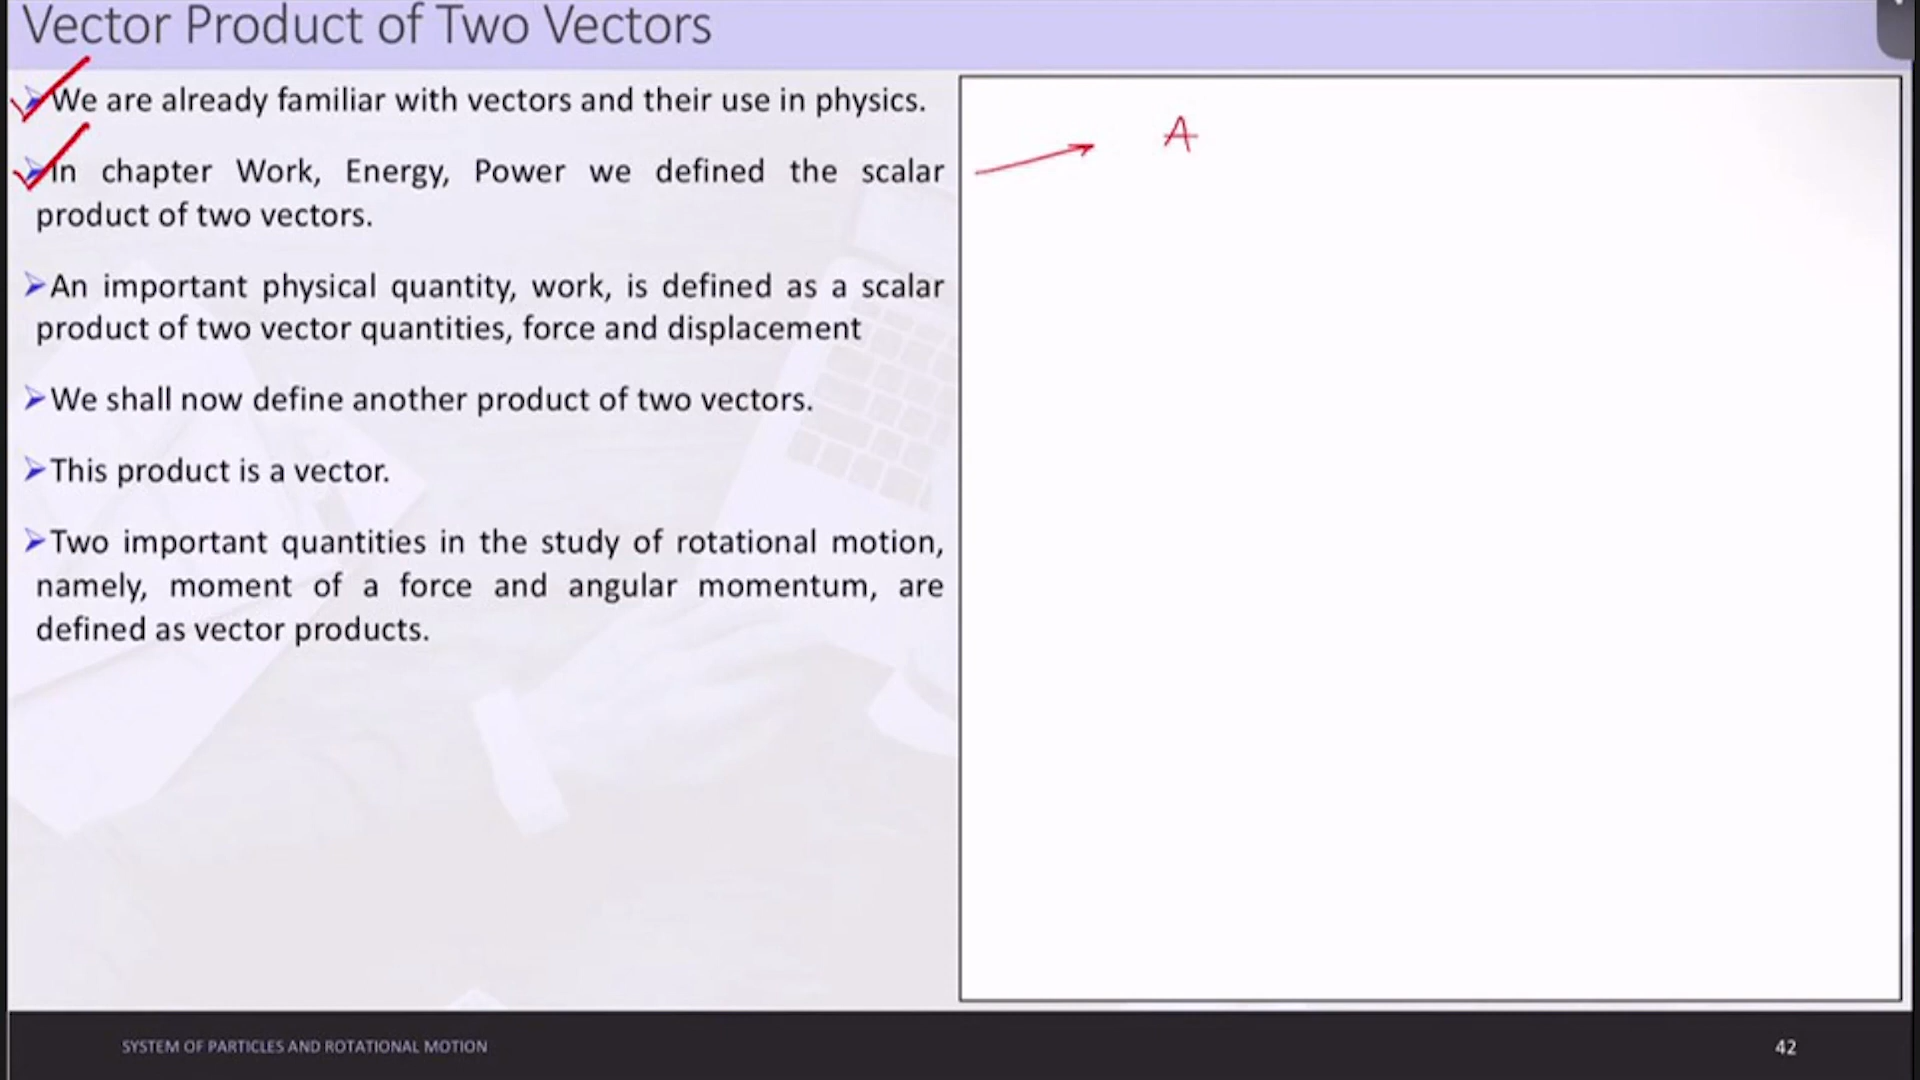 Vector Product of Two Vectors
We are already familiar with vectors and their use in physics.
In chapter Work, Energy, Power we defined the scalar
product of two vectors.
An important physical quantity, work, is defined as a scalar
product of two vector quantities, force and displacement
We shall now define another product of two vectors.
This product is a vector.
Two important quantities in the study of rotational motion,
namely, moment of a force and angular momentum, are
defined as vector products.
A
SYSTEM OF PARTICLES AND ROTATIONAL MOTION
42